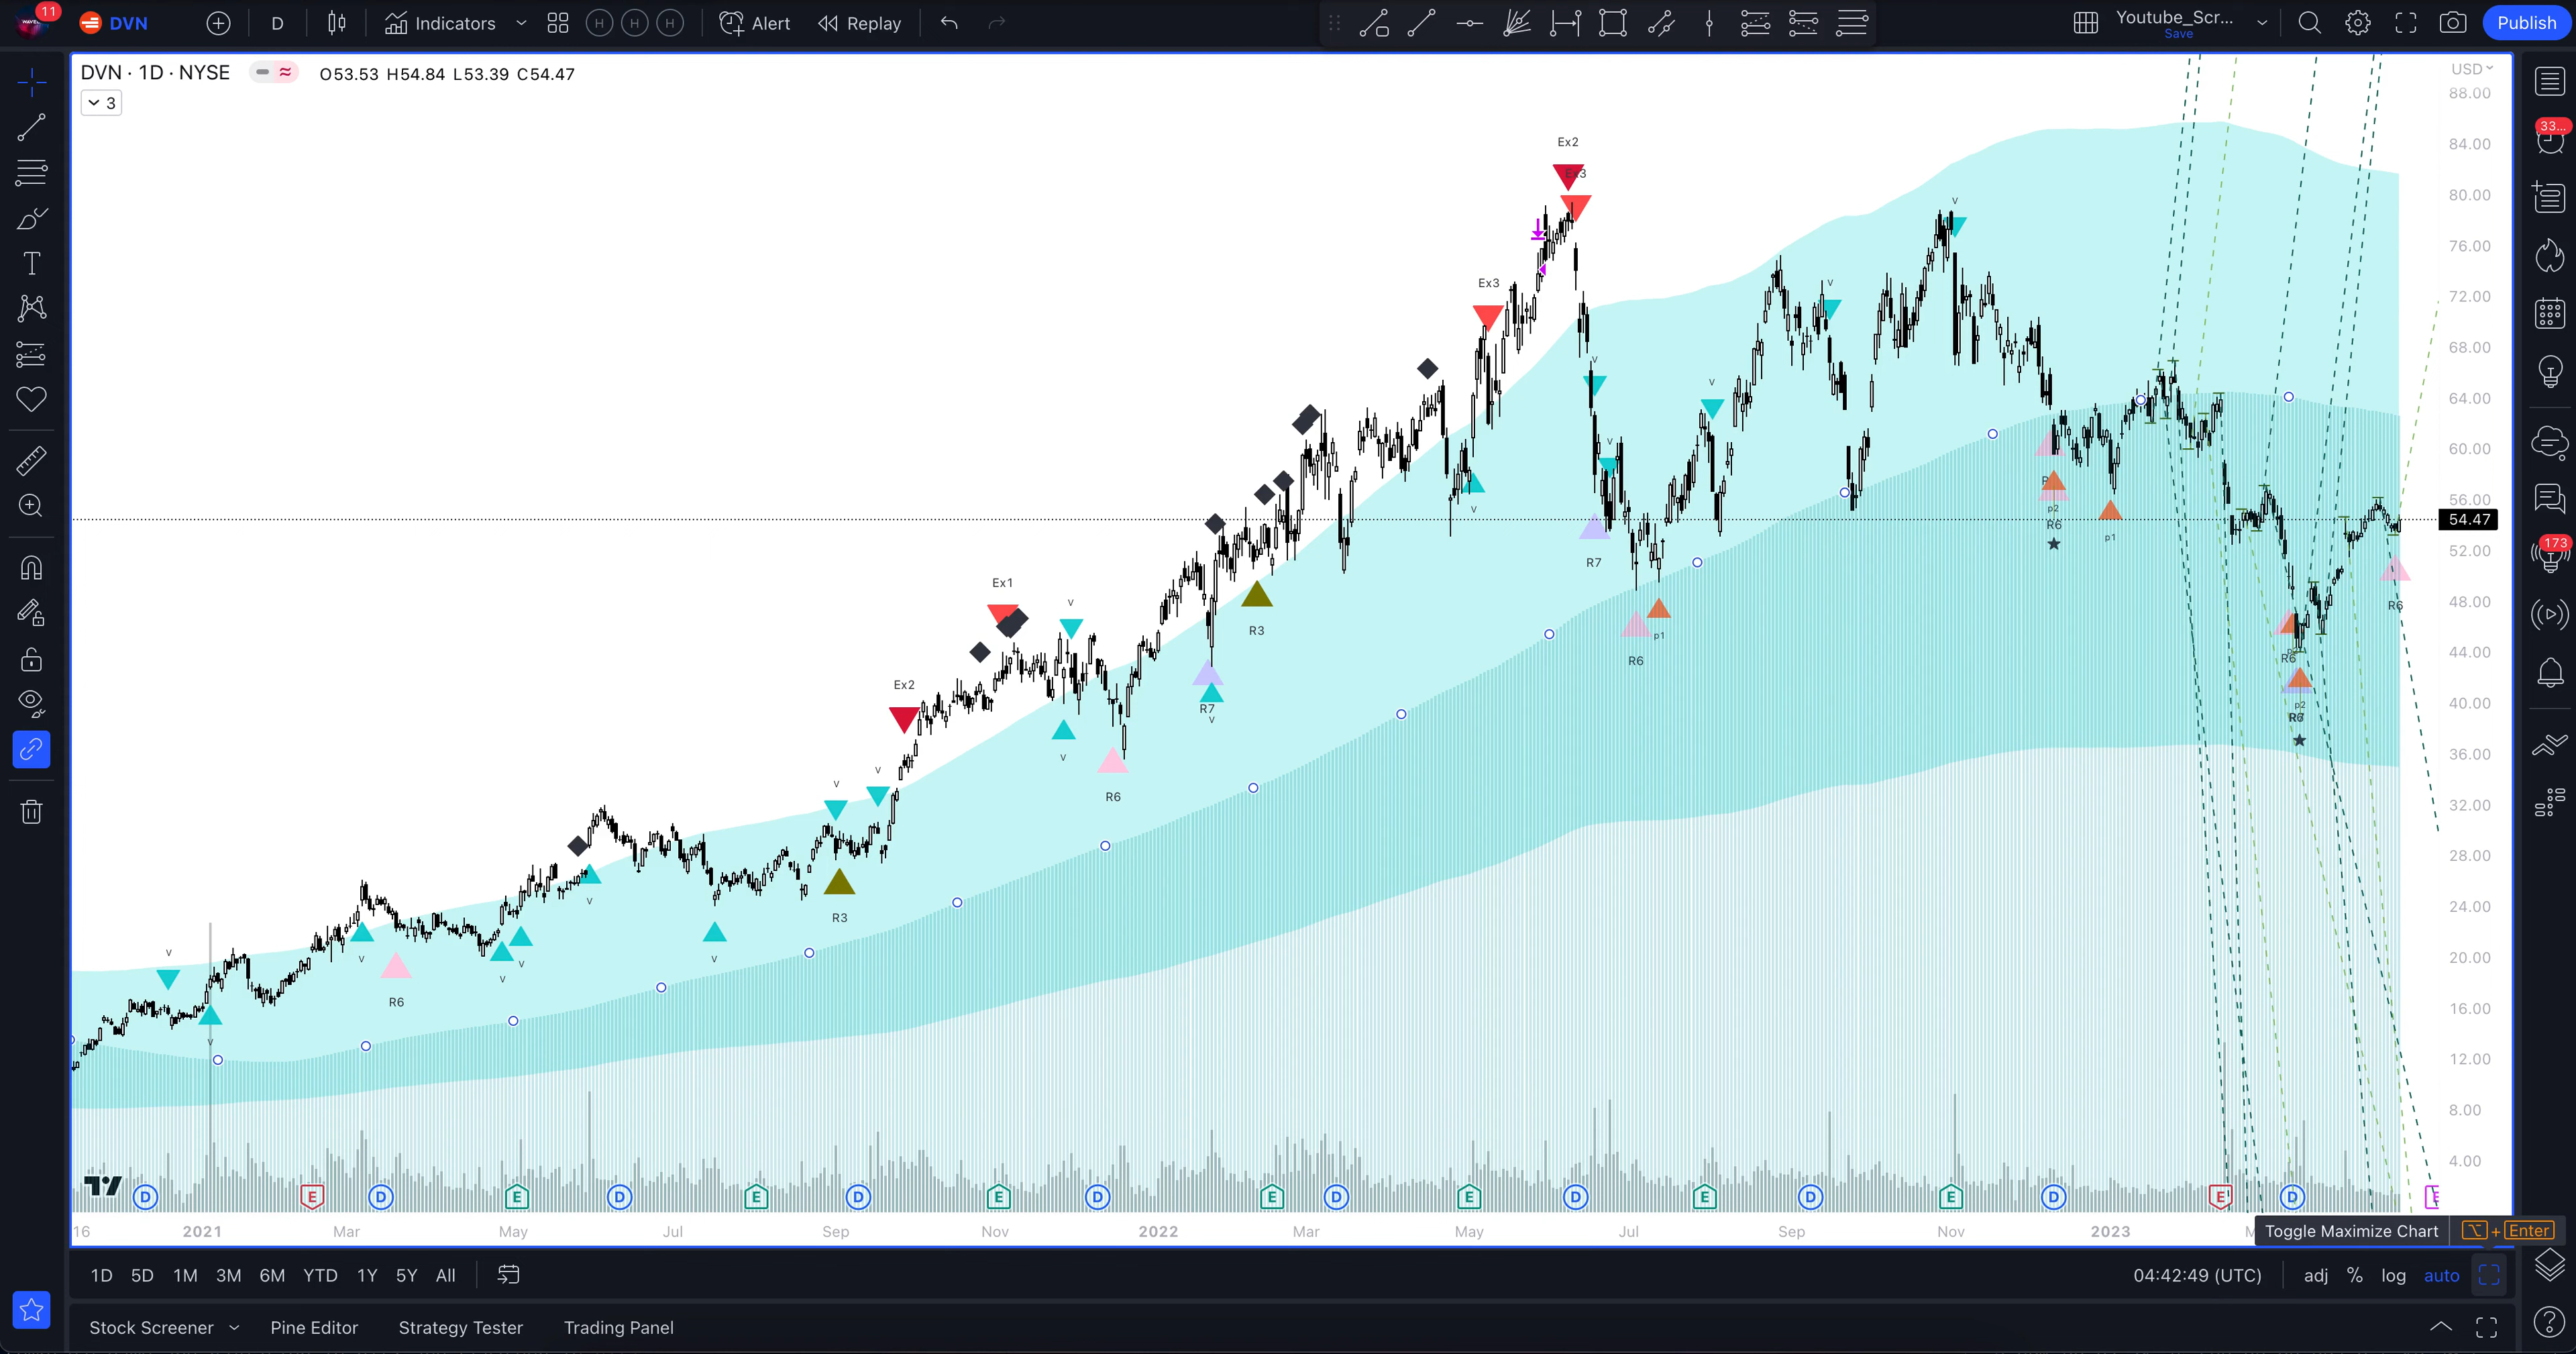 11
DVN
D
Indicators
H H H
Alert
Replay
Youtube_Scr...
Save
Publish
DVN · 1D · NYSE
O53.53 H54.84 L53.39 C54.47
3
USD
88.00
84.00
80.00
76.00
72.00
68.00
64.00
60.00
56.00
54.47
52.00
48.00
44.00
40.00
36.00
32.00
28.00
24.00
20.00
16.00
12.00
8.00
4.00
33...
173
Ex2
Ex3
Ex3
Ex1
Ex2
R3
R3
R6
R6
R7
R7
R6
p1
p2
R6
p1
R6
p2
R6
D E D E D E D E D E D E D E D E D E D
16 2021 Mar May Jul Sep Nov 2022 Mar May Jul Sep Nov 2023
Toggle Maximize Chart
+ Enter
1D 5D 1M 3M 6M YTD 1Y 5Y All
04:42:49 (UTC)
adj % log auto
Stock Screener Pine Editor Strategy Tester Trading Panel